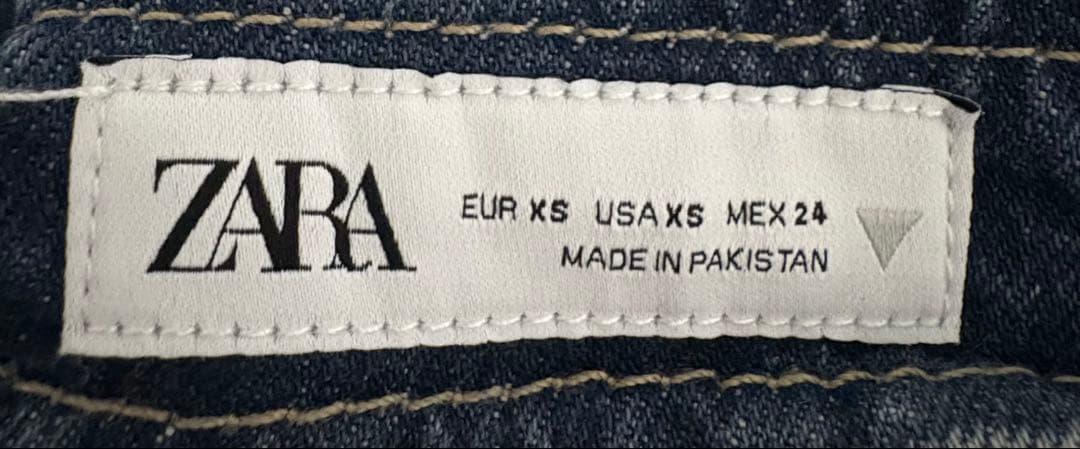 ZARA
EUR XS USA XS MEX 24
MADE IN PAKISTAN